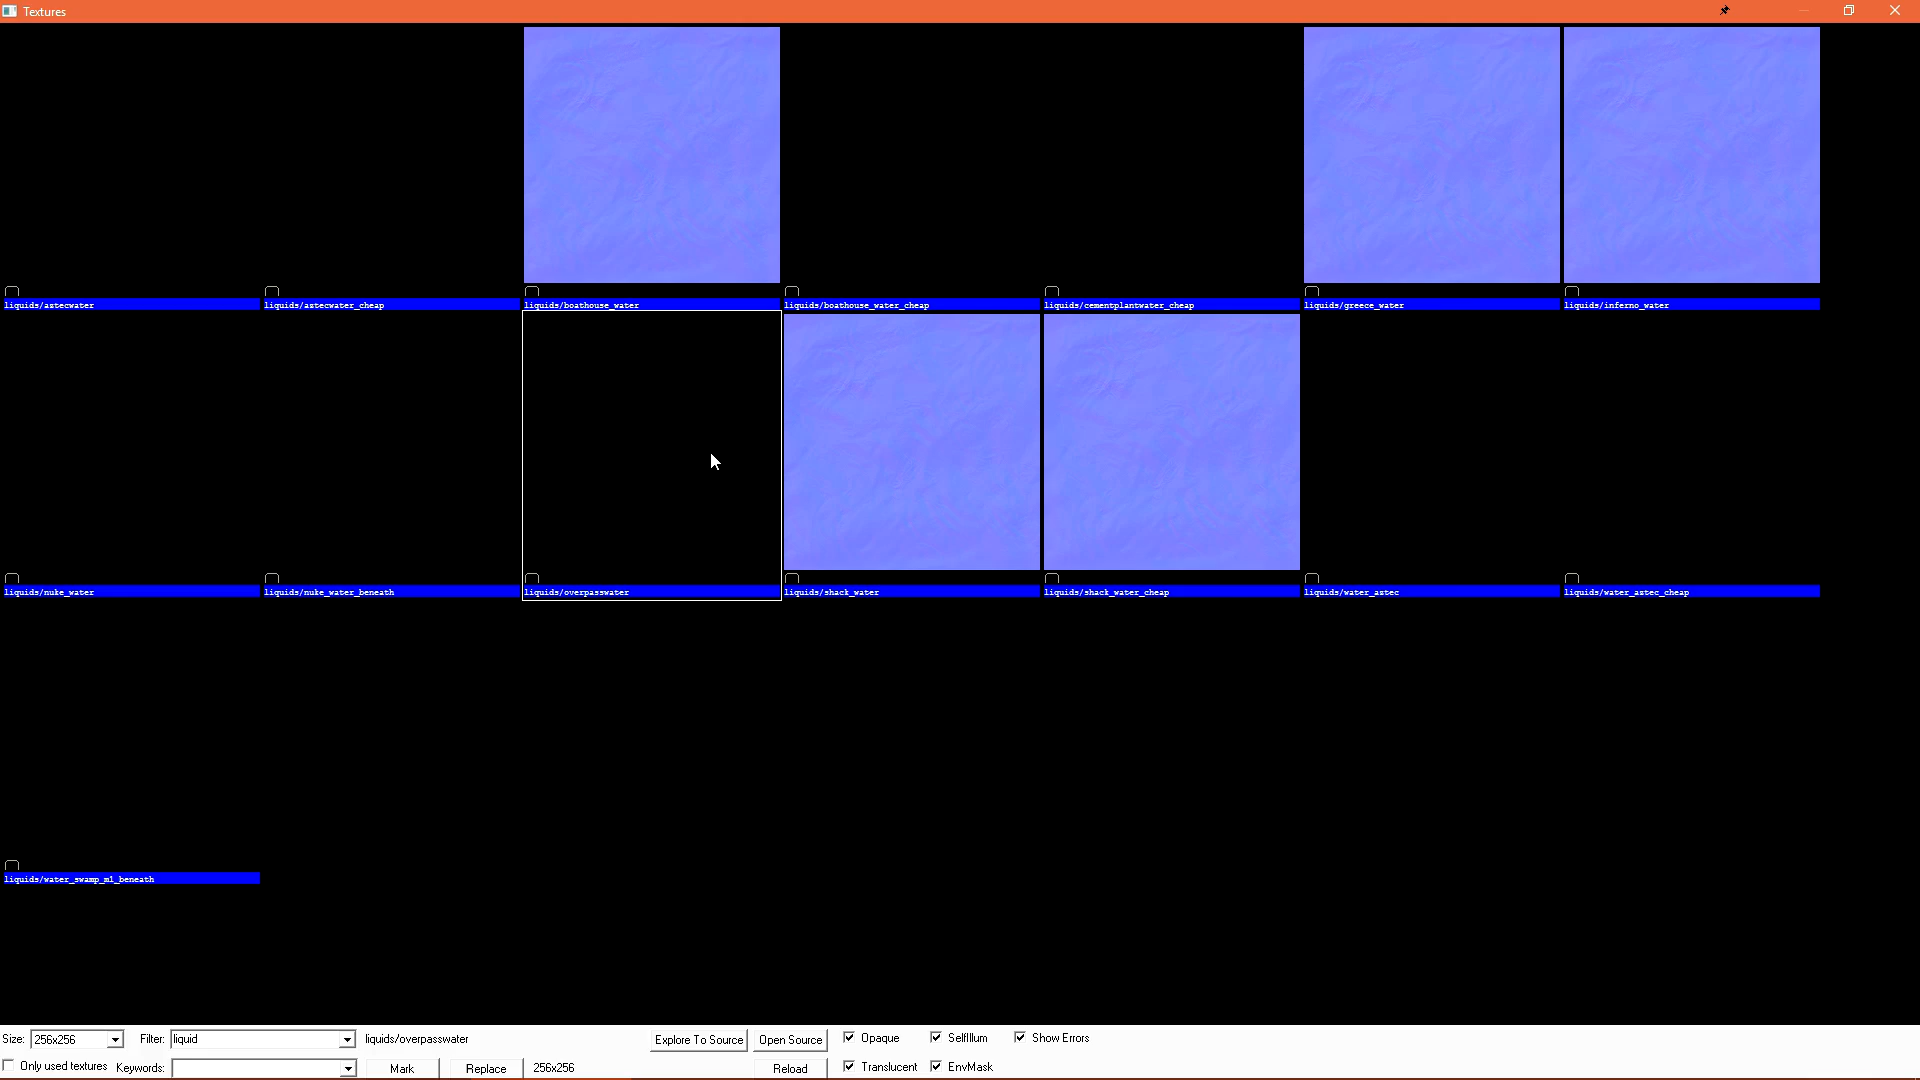 Textures
liquids/aztecwater
liquids/aztecwater_cheap
liquids/boathouse_water
liquids/boathouse_water_cheap
liquids/cementplantwater_cheap
liquids/greece_water
liquids/inferno_water
liquids/nuke_water
liquids/nuke_water_beneath
liquids/overpasswater
liquids/shack_water
liquids/shack_water_cheap
liquids/water_aztec
liquids/water_aztec_cheap
liquids/water_swamp_m1_beneath
Size: 256x256 Filter: liquid liquids/overpasswater Explore To Source Open Source Opaque SelfIllum Show Errors
Only used textures Keywords: Mark Replace 256x256 Reload Translucent EnvMask